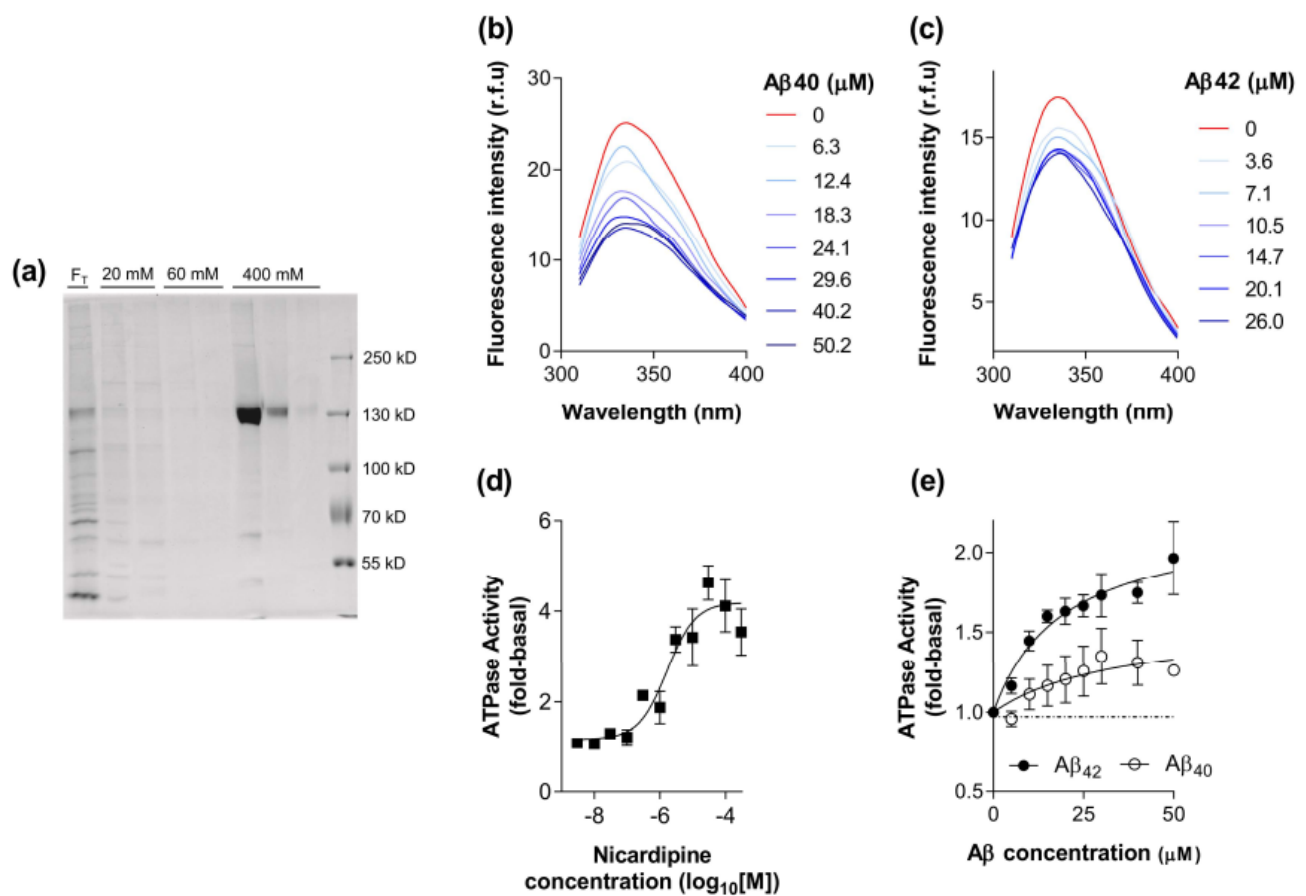 (a)
F_T 20 mM 60 mM 400 mM
250 kD
130 kD
100 kD
70 kD
55 kD
(b)
Fluorescence intensity (r.f.u)
30
20
10
0
300 350 400
Wavelength (nm)
Aβ40 (μM)
0
6.3
12.4
18.3
24.1
29.6
40.2
50.2
(c)
Fluorescence intensity (r.f.u)
15
10
5
300 350 400
Wavelength (nm)
Aβ42 (μM)
0
3.6
7.1
10.5
14.7
20.1
26.0
(d)
ATPase Activity
(fold-basal)
6
4
2
0
-8 -6 -4
Nicardipine
concentration (log₁₀[M])
(e)
ATPase Activity
(fold-basal)
2.0
1.5
1.0
0.5
Aβ₄₂ Aβ₄₀
0 25 50
Aβ concentration (μM)